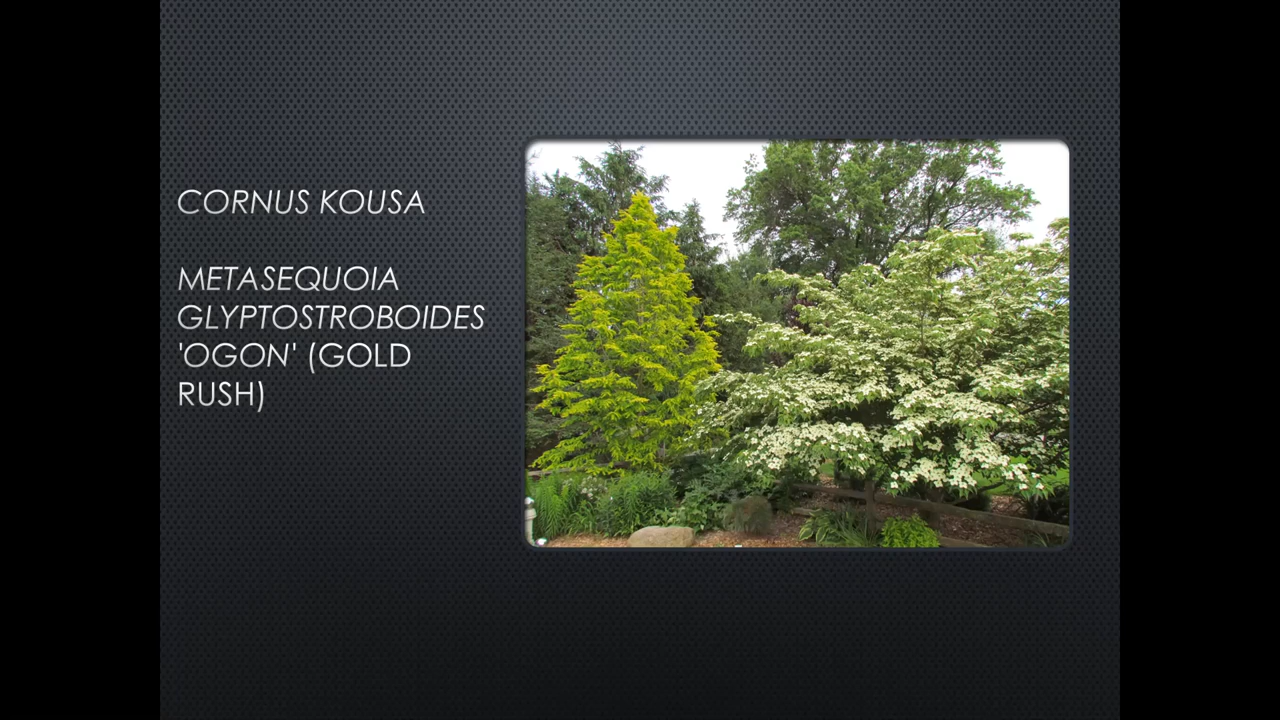 CORNUS KOUSA
METASEQUOIA
GLYPTOSTROBOIDES
'OGON' (GOLD
RUSH)